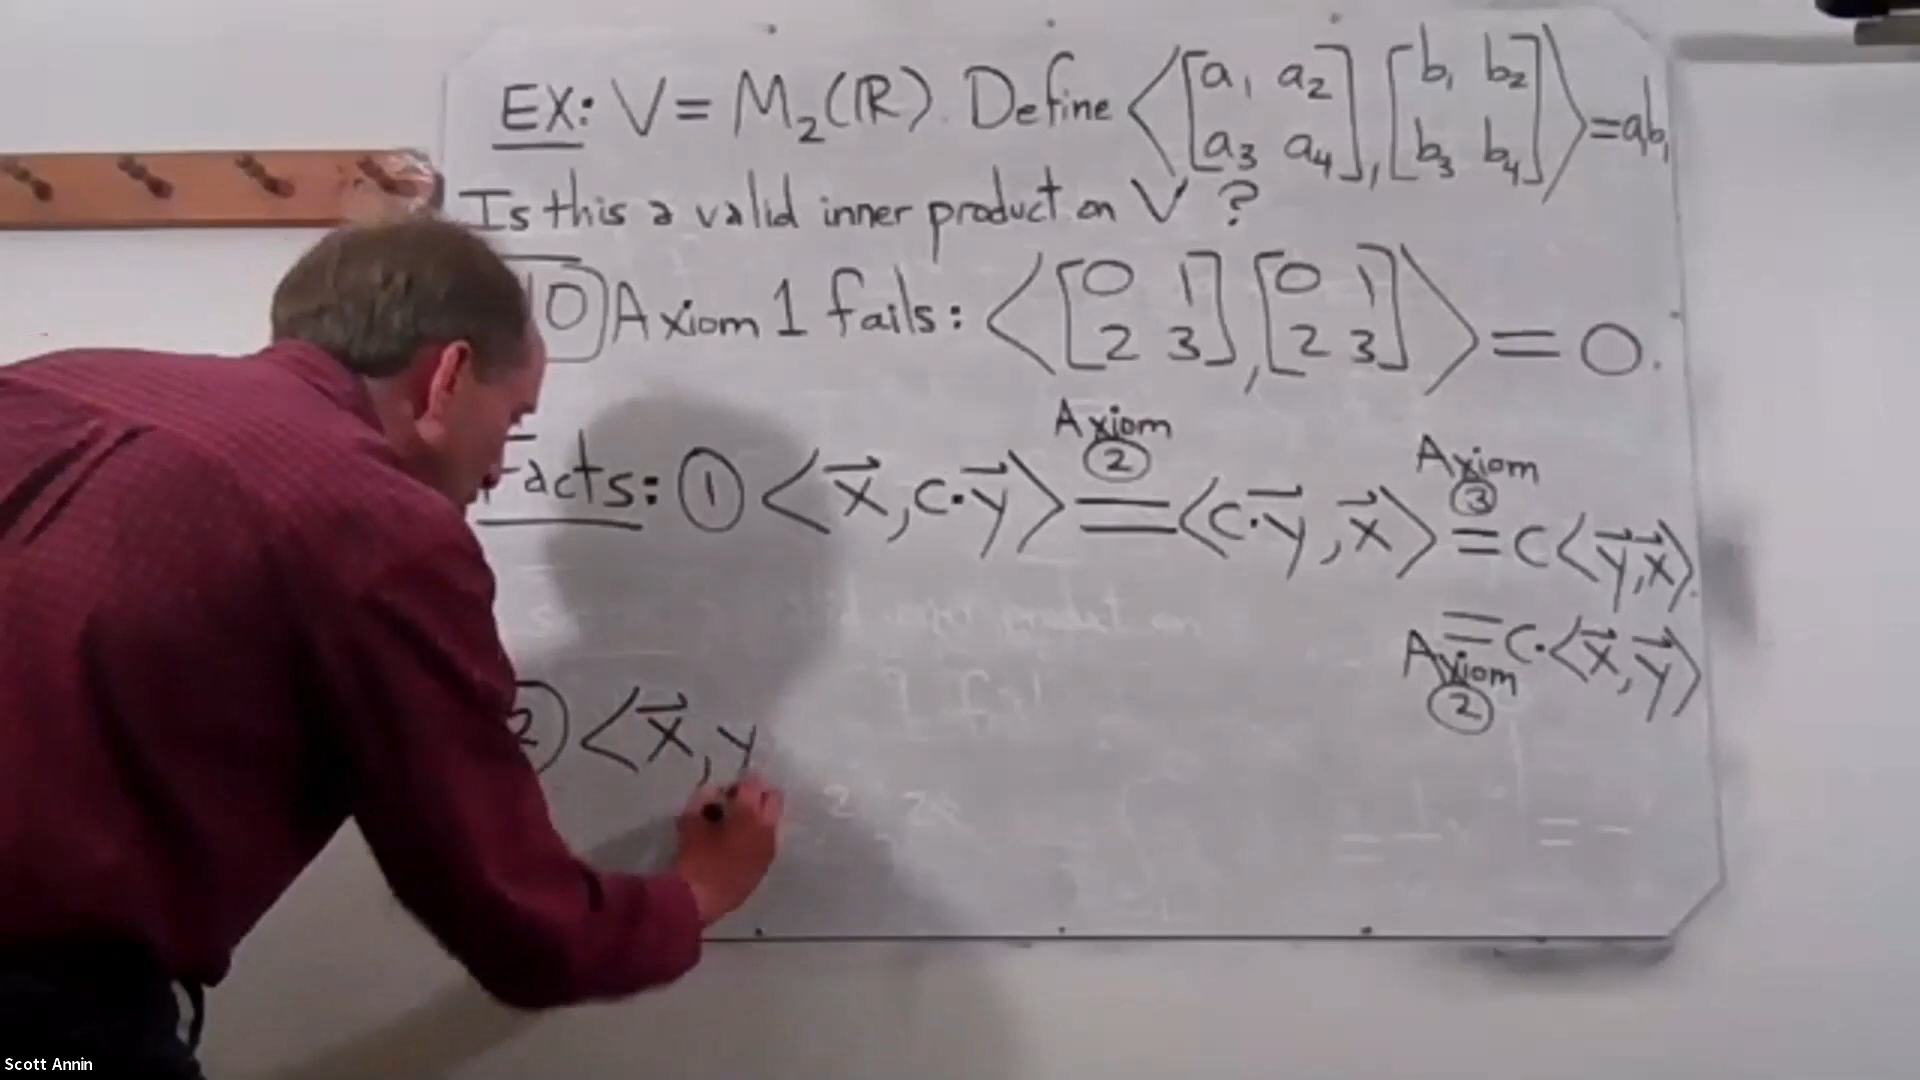 EX: V = M₂(ℝ). Define ⟨[a₁ a₂; a₃ a₄], [b₁ b₂; b₃ b₄]⟩ = a₁b₁
Is this a valid inner product on V ?
O Axiom 1 fails: ⟨[0 1; 2 3], [0 1; 2 3]⟩ = 0.
Axiom ② Axiom ③
Facts: ① ⟨x⃗, c·y⃗⟩ = ⟨c·y⃗, x⃗⟩ = c⟨y⃗, x⃗⟩.
= c·⟨x⃗, y⃗⟩
Axiom ②
② ⟨x⃗, y
Scott Annin